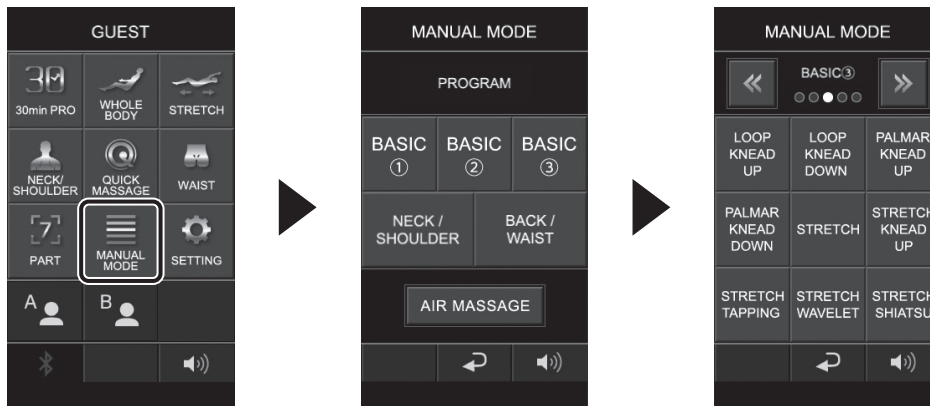 GUEST
30
30min PRO
WHOLE
BODY
STRETCH
NECK/
SHOULDER
QUICK
MASSAGE
WAIST
7
PART
MANUAL
MODE
SETTING
A
B
MANUAL MODE
PROGRAM
BASIC
①
BASIC
②
BASIC
③
NECK /
SHOULDER
BACK /
WAIST
AIR MASSAGE
MANUAL MODE
BASIC③
LOOP
KNEAD
UP
LOOP
KNEAD
DOWN
PALMAR
KNEAD
UP
PALMAR
KNEAD
DOWN
STRETCH
STRETCH
KNEAD
UP
STRETCH
TAPPING
STRETCH
WAVELET
STRETCH
SHIATSU